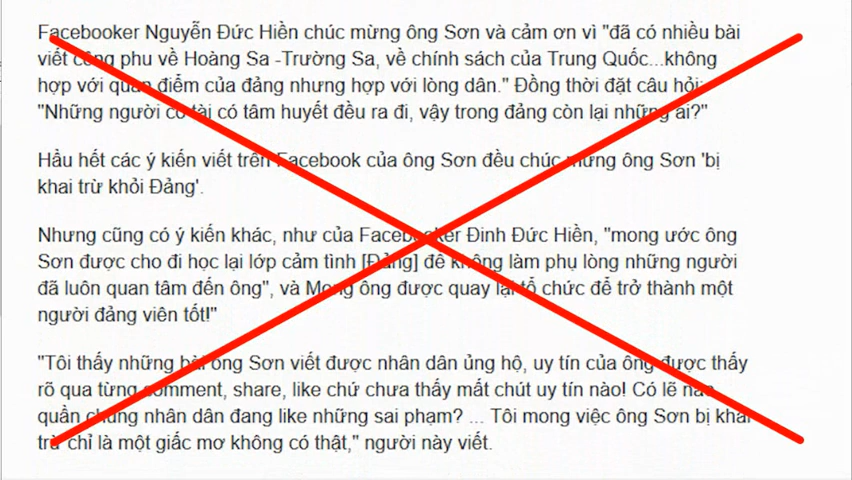 Facebooker Nguyễn Đức Hiền chúc mừng ông Sơn và cảm ơn vì "đã có nhiều bài
viết công phu về Hoàng Sa -Trường Sa, về chính sách của Trung Quốc...không
hợp với quan điểm của đảng nhưng hợp với lòng dân." Đồng thời đặt câu hỏi:
"Những người có tài có tâm huyết đều ra đi, vậy trong đảng còn lại những ai?"
Hầu hết các ý kiến viết trên Facebook của ông Sơn đều chúc mừng ông Sơn 'bị
khai trừ khỏi Đảng'.
Nhưng cũng có ý kiến khác, như của Facebooker Đinh Đức Hiền, "mong ước ông
Sơn được cho đi học lại lớp cảm tình [Đảng] để không làm phụ lòng những người
đã luôn quan tâm đến ông", và Mong ông được quay lại tổ chức để trở thành một
người đảng viên tốt!"
"Tôi thấy những bài ông Sơn viết được nhân dân ủng hộ, uy tín của ông được thấy
rõ qua từng comment, share, like chứ chưa thấy mất chút uy tín nào! Có lẽ nào
quần chúng nhân dân đang like những sai phạm? ... Tôi mong việc ông Sơn bị khai
trừ chỉ là một giấc mơ không có thật," người này viết.